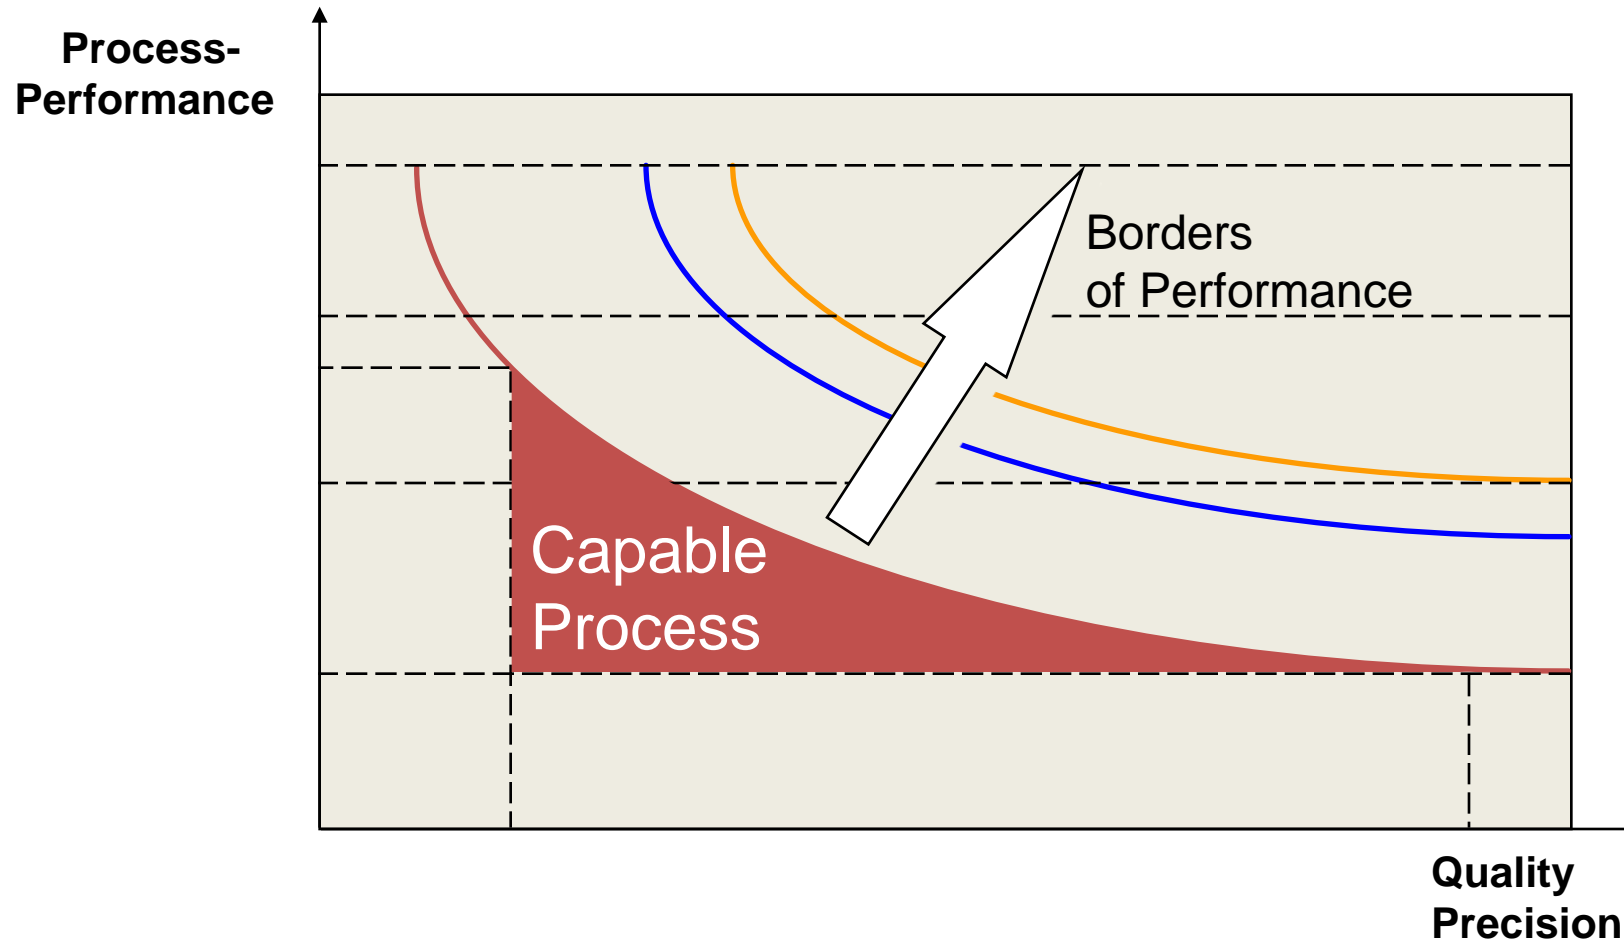 Process-
Performance
Borders
of Performance
Capable
Process
Quality
Precision